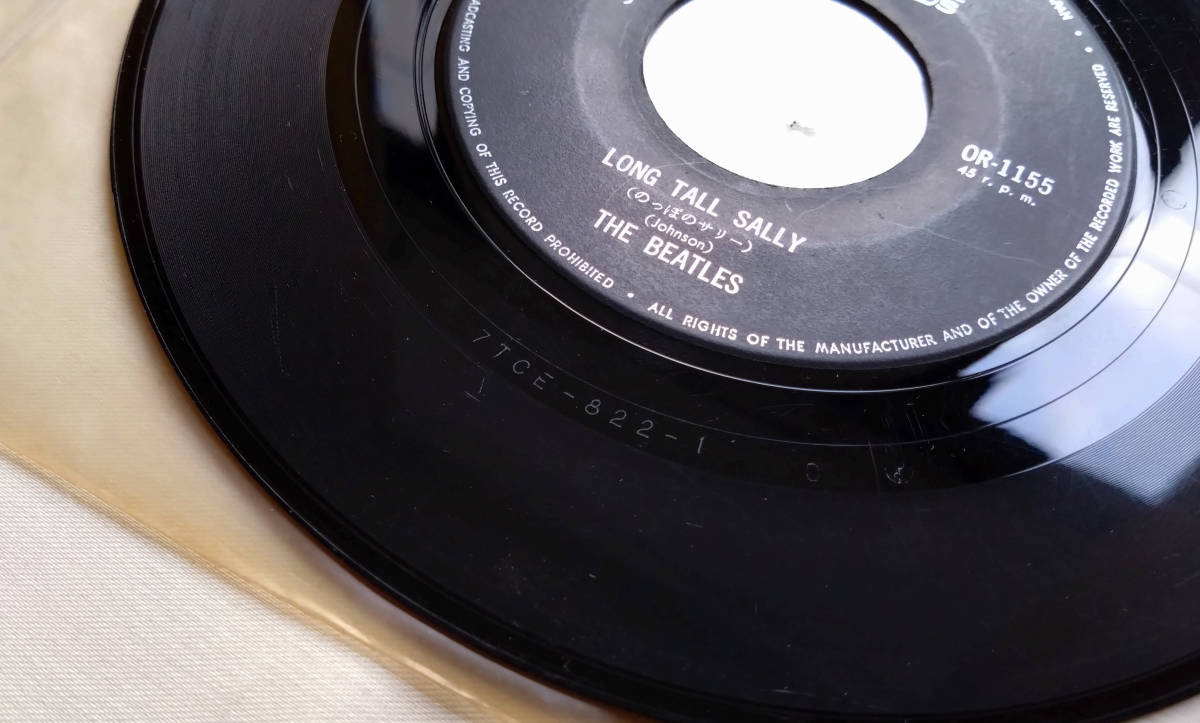 OR-1155
45 r. p. m.
LONG TALL SALLY
(のっぽのサリー)
(Johnson)
THE BEATLES
AND COPYING OF THIS RECORD PROHIBITED • ALL RIGHTS OF THE MANUFACTURER AND OF THE OWNER OF THE RECORDED WORK ARE RESERVED •
7TCE-822-1